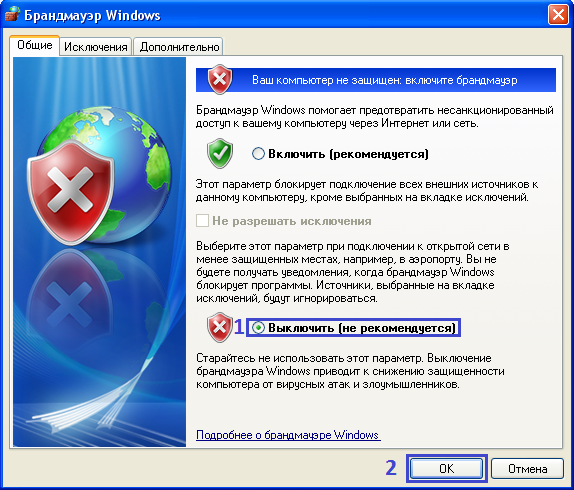 Брандмауэр Windows
Общие
Исключения
Дополнительно
Ваш компьютер не защищен: включите брандмауэр
Брандмауэр Windows помогает предотвратить несанкционированный
доступ к вашему компьютеру через Интернет или сеть.
Включить (рекомендуется)
Этот параметр блокирует подключение всех внешних источников к
данному компьютеру, кроме выбранных на вкладке исключений.
Не разрешать исключения
Выберите этот параметр при подключении к открытой сети в
менее защищенных местах, например, в аэропорту. Вы не
будете получать уведомления, когда брандмауэр Windows
блокирует программы. Источники, выбранные на вкладке
исключений, будут игнорироваться.
1 Выключить (не рекомендуется)
Старайтесь не использовать этот параметр. Выключение
брандмауэра Windows приводит к снижению защищенности
компьютера от вирусных атак и злоумышленников.
Подробнее о брандмауэре Windows
2 ОК
Отмена